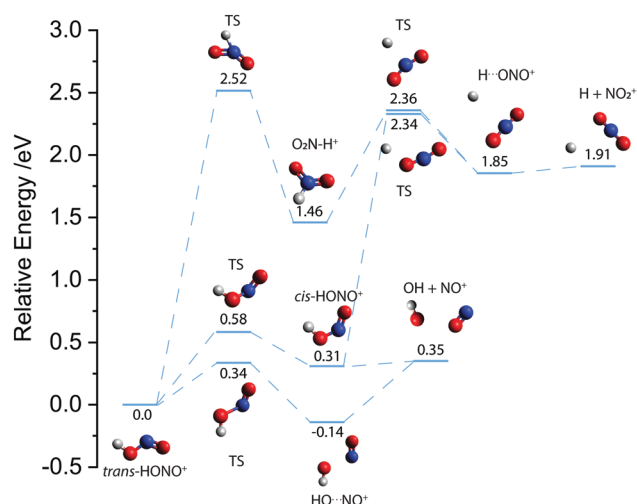 Relative Energy /eV
3.0
2.5
2.0
1.5
1.0
0.5
0.0
-0.5
TS
2.52
O₂N-H⁺
1.46
TS
2.36
2.34
TS
H···ONO⁺
1.85
H + NO₂⁺
1.91
TS
0.58
cis-HONO⁺
0.31
OH + NO⁺
0.35
0.0
trans-HONO⁺
0.34
TS
-0.14
HO···NO⁺